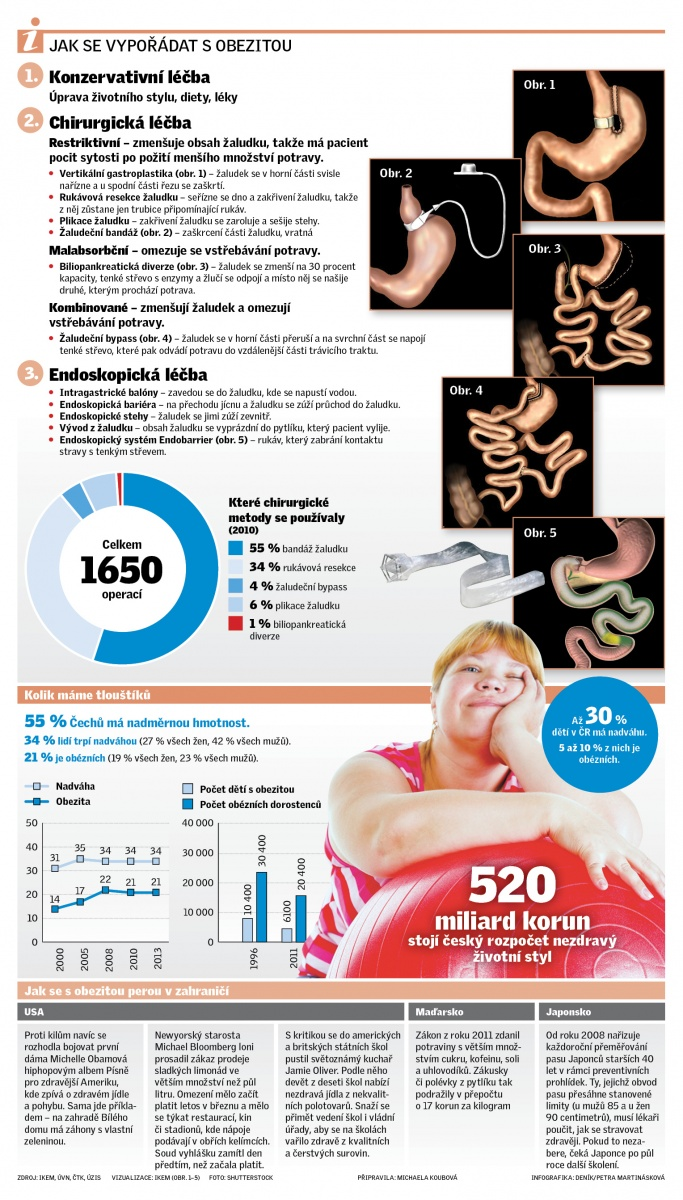 i
JAK SE VYPOŘÁDAT S OBEZITOU
1. Konzervativní léčba
Úprava životního stylu, diety, léky
2. Chirurgická léčba
Restriktivní – zmenšuje obsah žaludku, takže má pacient
pocit sytosti po požití menšího množství potravy.
• Vertikální gastroplastika (obr. 1) – žaludek se v horní části svisle
nařízne a u spodní části řezu se zaškrtí.
• Rukávová resekce žaludku – seřízne se dno a zakřivení žaludku, takže
z něj zůstane jen trubice připomínající rukáv.
• Plikace žaludku – zakřivení žaludku se zaroluje a sešije stehy.
• Žaludeční bandáž (obr. 2) – zaškrcení části žaludku, vratná
Malabsorbční – omezuje se vstřebávání potravy.
• Biliopankreatická diverze (obr. 3) – žaludek se zmenší na 30 procent
kapacity, tenké střevo s enzymy a žlučí se odpojí a místo něj se našije
druhé, kterým prochází potrava.
Kombinované – zmenšují žaludek a omezují
vstřebávání potravy.
• Žaludeční bypass (obr. 4) – žaludek se v horní části přeruší a na svrchní část se napojí
tenké střevo, které pak odvádí potravu do vzdálenější části trávicího traktu.
3. Endoskopická léčba
• Intragastrické balóny – zavedou se do žaludku, kde se napustí vodou.
• Endoskopická bariéra – na přechodu jícnu a žaludku se zúží průchod do žaludku.
• Endoskopické stehy – žaludek se jimi zúží zevnitř.
• Vývod z žaludku – obsah žaludku se vyprázdní do pytlíku, který pacient vylije.
• Endoskopický systém Endobarrier (obr. 5) – rukáv, který zabrání kontaktu
stravy s tenkým střevem.
Obr. 1
Obr. 2
Obr. 3
Obr. 4
Obr. 5
Celkem
1650
operací
Které chirurgické
metody se používaly
(2010)
55 % bandáž žaludku
34 % rukávová resekce
4 % žaludeční bypass
6 % plikace žaludku
1 % biliopankreatická
diverze
Kolik máme tlouštíků
55 % Čechů má nadměrnou hmotnost.
34 % lidí trpí nadváhou (27 % všech žen, 42 % všech mužů).
21 % je obézních (19 % všech žen, 23 % všech mužů).
Až 30 %
dětí v ČR má nadváhu.
5 až 10 % z nich je
obézních.
Nadváha
Obezita
50
40
30
20
10
0
31 35 34 34 34
14 17 22 21 21
2000 2005 2008 2010 2013
Počet dětí s obezitou
Počet obézních dorostenců
40 000
30 000
20 000
10 000
0
10 400 30 400 6100 20 400
1996 2011
520
miliard korun
stojí český rozpočet nezdravý
životní styl
Jak se s obezitou perou v zahraničí
USA
Proti kilům navíc se
rozhodla bojovat první
dáma Michelle Obamová
hiphopovým albem Písně
pro zdravější Ameriku,
kde zpívá o zdravém jídle
a pohybu. Sama jde příkla-
dem – na zahradě Bílého
domu má záhony s vlastní
zeleninou.
Newyorský starosta
Michael Bloomberg loni
prosadil zákaz prodeje
sladkých limonád ve
větším množství než půl
litru. Omezení mělo začít
platit letos v březnu a mělo
se týkat restaurací, kin
či stadionů, kde nápoje
podávají v obřích kelímcích.
Soud vyhlášku zamítl den
předtím, než začala platit.
S kritikou se do amerických
a britských státních škol
pustil světoznámý kuchař
Jamie Oliver. Podle něho
devět z deseti škol nabízí
nezdravá jídla z nekvalit-
ních polotovarů. Snaží se
přimět vedení škol i vládní
úřady, aby se na školách
vařilo zdravě z kvalitních
a čerstvých surovin.
Maďarsko
Zákon z roku 2011 zdanil
potraviny s větším množ-
stvím cukru, kofeinu, soli
a uhlovodíků. Zákusky
či polévky z pytlíku tak
podražily v přepočtu
o 17 korun za kilogram
Japonsko
Od roku 2008 nařizuje
každoroční přeměřování
pasu Japonců starších 40
let v rámci preventivních
prohlídek. Ty, jejichž obvod
pasu přesáhne stanovené
limity (u mužů 85 a u žen
90 centimetrů), musí lékaři
poučit, jak se stravovat
zdravěji. Pokud to neza-
bere, čeká Japonce po půl
roce další školení.
ZDROJ: IKEM, ÚVN, ČTK, ÚZIS VIZUALIZACE: IKEM (OBR. 1–5) FOTO: SHUTTERSTOCK PŘIPRAVILA: MICHAELA KOUBOVÁ INFOGRAFIKA: DENÍK/PETRA MARTINÁSKOVÁ